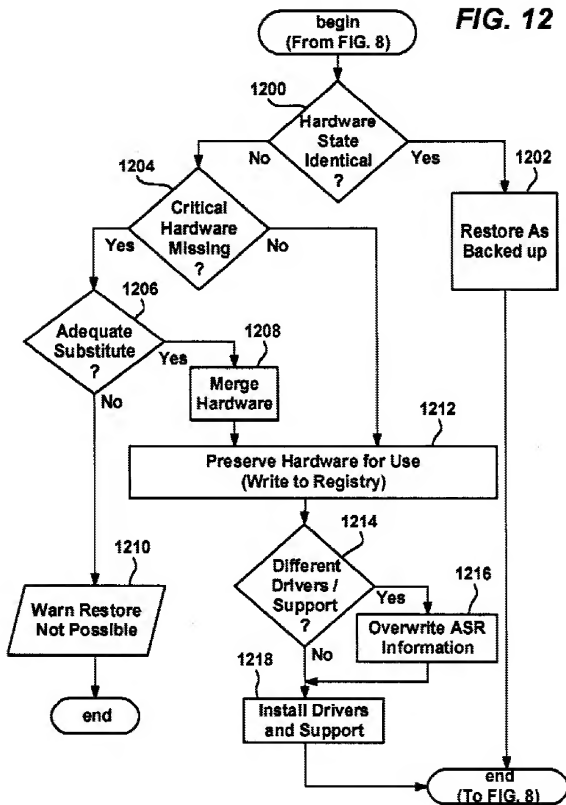 FIG. 12
begin
(From FIG. 8)
1200
Hardware
State
Identical
?
No
Yes
1204
1202
Critical
Hardware
Missing
?
Yes
No
Restore As
Backed up
1206
Adequate
Substitute
?
Yes
No
1208
Merge
Hardware
1212
Preserve Hardware for Use
(Write to Registry)
1214
Different
Drivers /
Support
?
Yes
No
1216
Overwrite ASR
Information
1210
Warn Restore
Not Possible
end
1218
Install Drivers
and Support
end
(To FIG. 8)